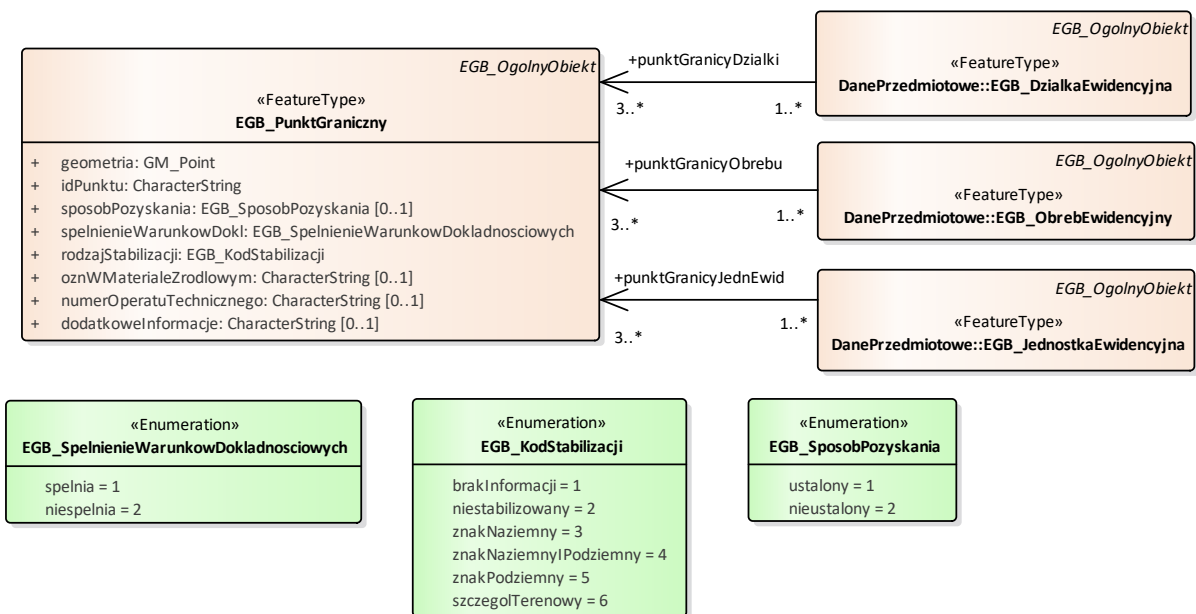 EGB_OgolnyObiekt
«FeatureType»
EGB_PunktGraniczny
+ geometria: GM_Point
+ idPunktu: CharacterString
+ sposobPozyskania: EGB_SposobPozyskania [0..1]
+ spelnienieWarunkowDokl: EGB_SpelnienieWarunkowDokladnosciowych
+ rodzajStabilizacji: EGB_KodStabilizacji
+ oznWMaterialeZrodlowym: CharacterString [0..1]
+ numerOperatuTechnicznego: CharacterString [0..1]
+ dodatkoweInformacje: CharacterString [0..1]
+punktGranicyDzialki
3..*
1..*
EGB_OgolnyObiekt
«FeatureType»
DanePrzedmiotowe::EGB_DzialkaEwidencyjna
+punktGranicyObrebu
3..*
1..*
EGB_OgolnyObiekt
«FeatureType»
DanePrzedmiotowe::EGB_ObrebEwidencyjny
+punktGranicyJednEwid
3..*
1..*
EGB_OgolnyObiekt
«FeatureType»
DanePrzedmiotowe::EGB_JednostkaEwidencyjna
«Enumeration»
EGB_SpelnienieWarunkowDokladnosciowych
spelnia = 1
niespelnia = 2
«Enumeration»
EGB_KodStabilizacji
brakInformacji = 1
niestabilizowany = 2
znakNaziemny = 3
znakNaziemnyIPodziemny = 4
znakPodziemny = 5
szczegolTerenowy = 6
«Enumeration»
EGB_SposobPozyskania
ustalony = 1
nieustalony = 2